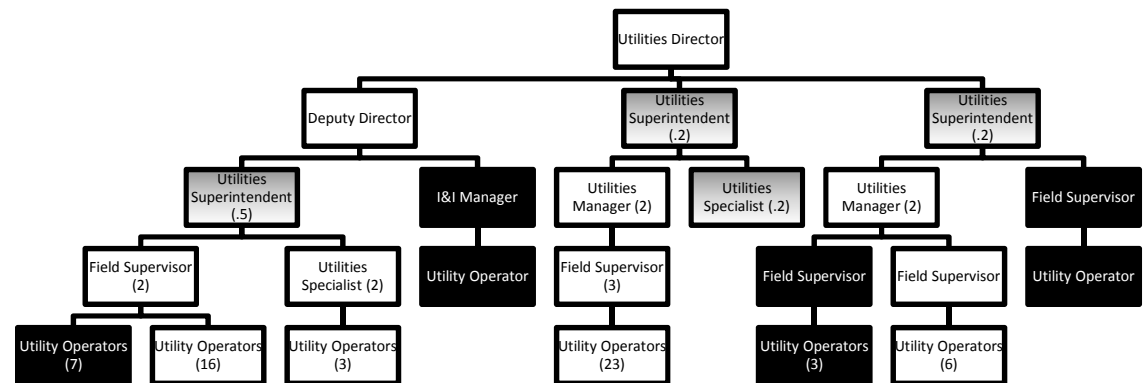 Utilities Director
Deputy Director
Utilities
Superintendent
(.2)
Utilities
Superintendent
(.2)
Utilities
Superintendent
(.5)
I&I Manager
Utilities
Manager (2)
Utilities
Specialist (.2)
Utilities
Manager (2)
Field Supervisor
Field Supervisor
(2)
Utilities
Specialist (2)
Utility Operator
Field Supervisor
(3)
Field Supervisor
Field Supervisor
Utility Operator
Utility Operators
(7)
Utility Operators
(16)
Utility Operators
(3)
Utility Operators
(23)
Utility Operators
(3)
Utility Operators
(6)